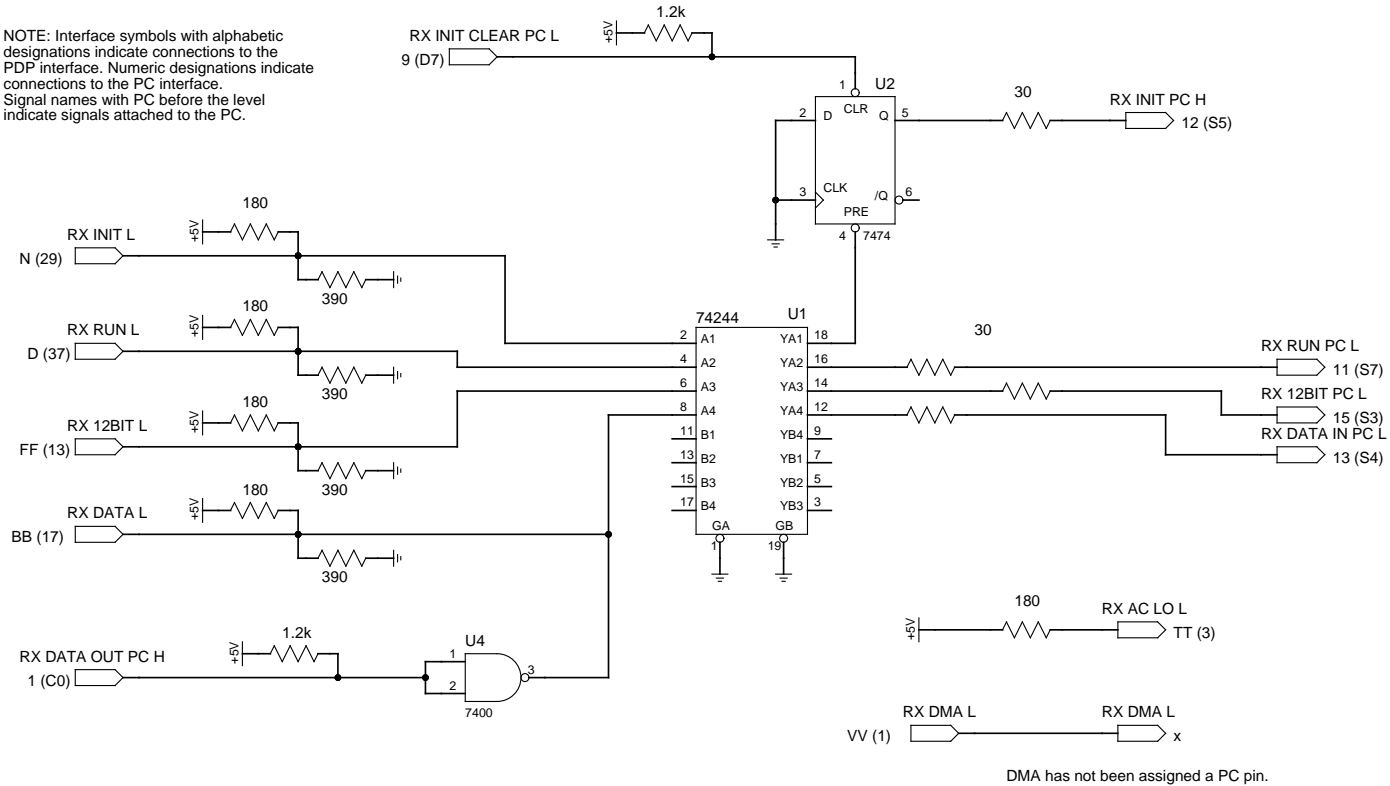 NOTE: Interface symbols with alphabetic
designations indicate connections to the
PDP interface. Numeric designations indicate
connections to the PC interface.
Signal names with PC before the level
indicate signals attached to the PC.
1.2k
+5V
RX INIT CLEAR PC L
9 (D7)
1
U2
CLR
2
D
Q
5
3
CLK
/Q
6
PRE
4
7474
30
RX INIT PC H
12 (S5)
180
+5V
RX INIT L
N (29)
390
180
+5V
RX RUN L
D (37)
390
180
+5V
RX 12BIT L
FF (13)
390
180
+5V
RX DATA L
BB (17)
390
74244
U1
2 A1 YA1 18
4 A2 YA2 16
6 A3 YA3 14
8 A4 YA4 12
11 B1 YB4 9
13 B2 YB1 7
15 B3 YB2 5
17 B4 YB3 3
GA GB
1 19
30
RX RUN PC L
11 (S7)
RX 12BIT PC L
15 (S3)
RX DATA IN PC L
13 (S4)
1.2k
+5V
RX DATA OUT PC H
1 (C0)
U4
1
2
3
7400
180
+5V
RX AC LO L
TT (3)
RX DMA L
VV (1)
RX DMA L
x
DMA has not been assigned a PC pin.